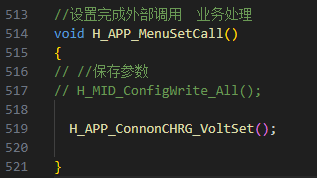 513 //设置完成外部调用 业务处理
514 void H_APP_MenuSetCall()
515 {
516 // //保存参数
517 // H_MID_ConfigWrite_All();
518
519 H_APP_ConnonCHRG_VoltSet();
520
521 }